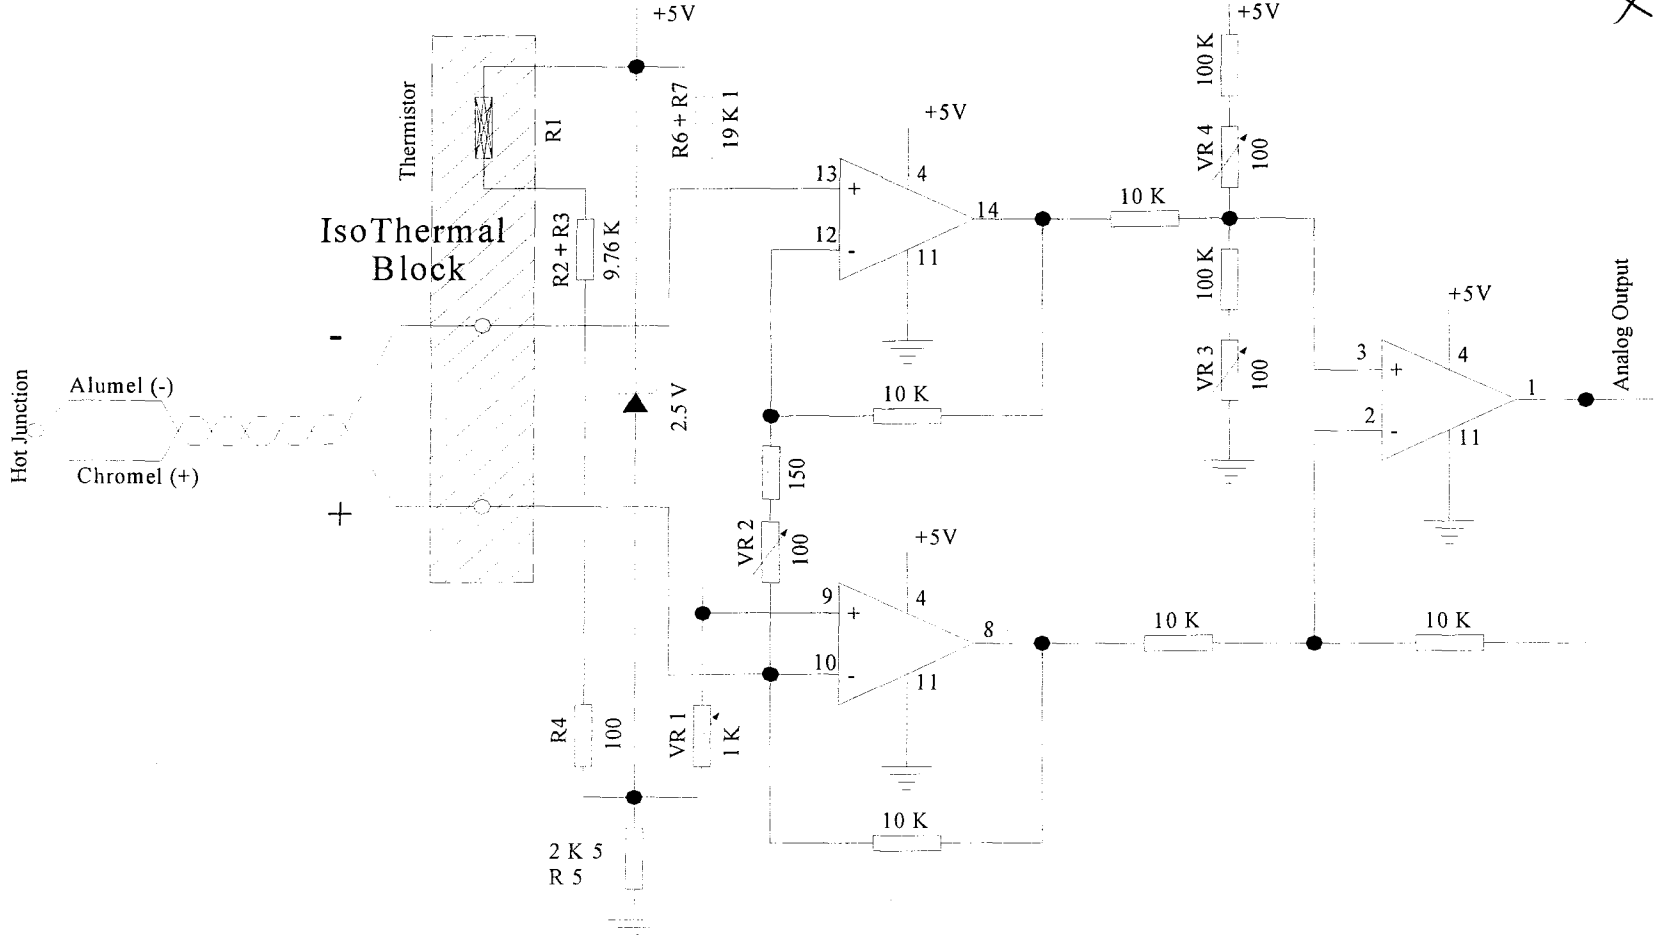 +5V
+5V
Thermistor
R1
R6 + R7
19 K 1
+5V
100 K
VR 4
100
13
+
4
14
10 K
12
-
11
IsoThermal
Block
R2 + R3
9.76 K
100 K
VR 3
100
+5V
Analog Output
3
+
4
1
2
-
11
-
Hot Junction
Alumel (-)
Chromel (+)
+
2.5 V
10 K
150
VR 2
100
+5V
9
+
4
8
10
-
11
10 K
10 K
R4
100
VR 1
1 K
10 K
2 K 5
R 5